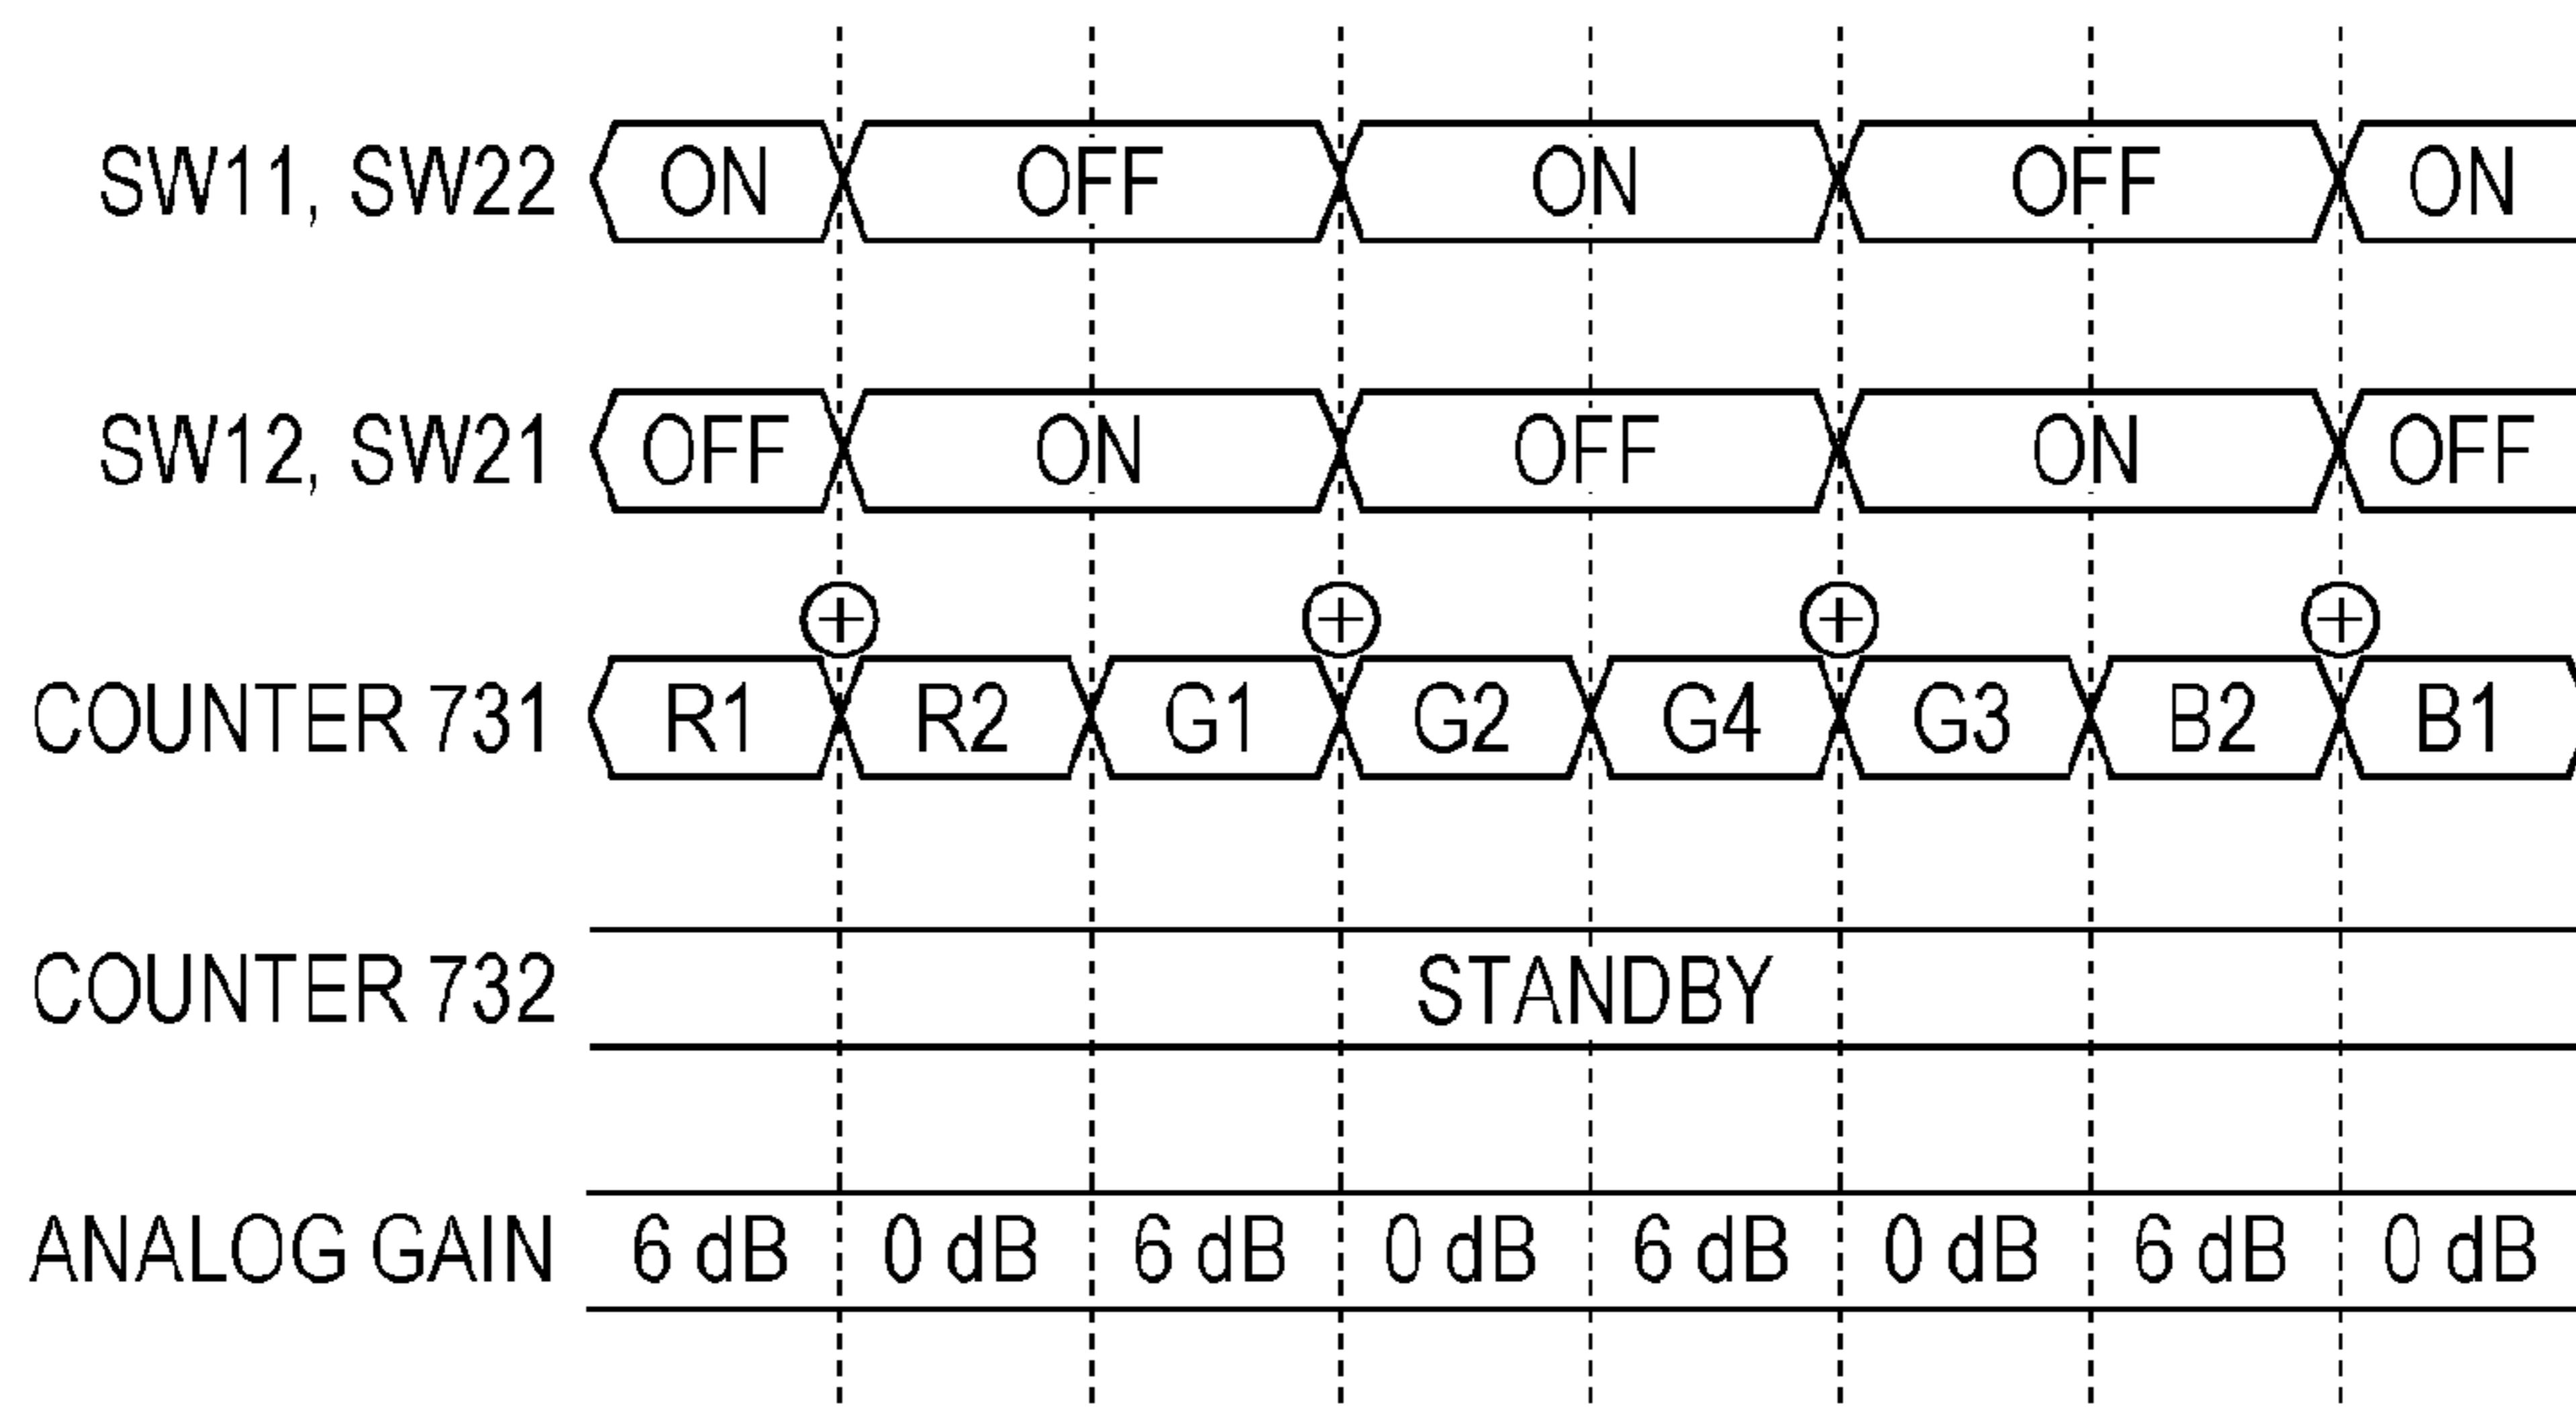 SW11, SW22 ON OFF ON OFF ON
SW12, SW21 OFF ON OFF ON OFF
+ + + +
COUNTER 731 R1 R2 G1 G2 G4 G3 B2 B1
COUNTER 732 STANDBY
ANALOG GAIN 6 dB 0 dB 6 dB 0 dB 6 dB 0 dB 6 dB 0 dB